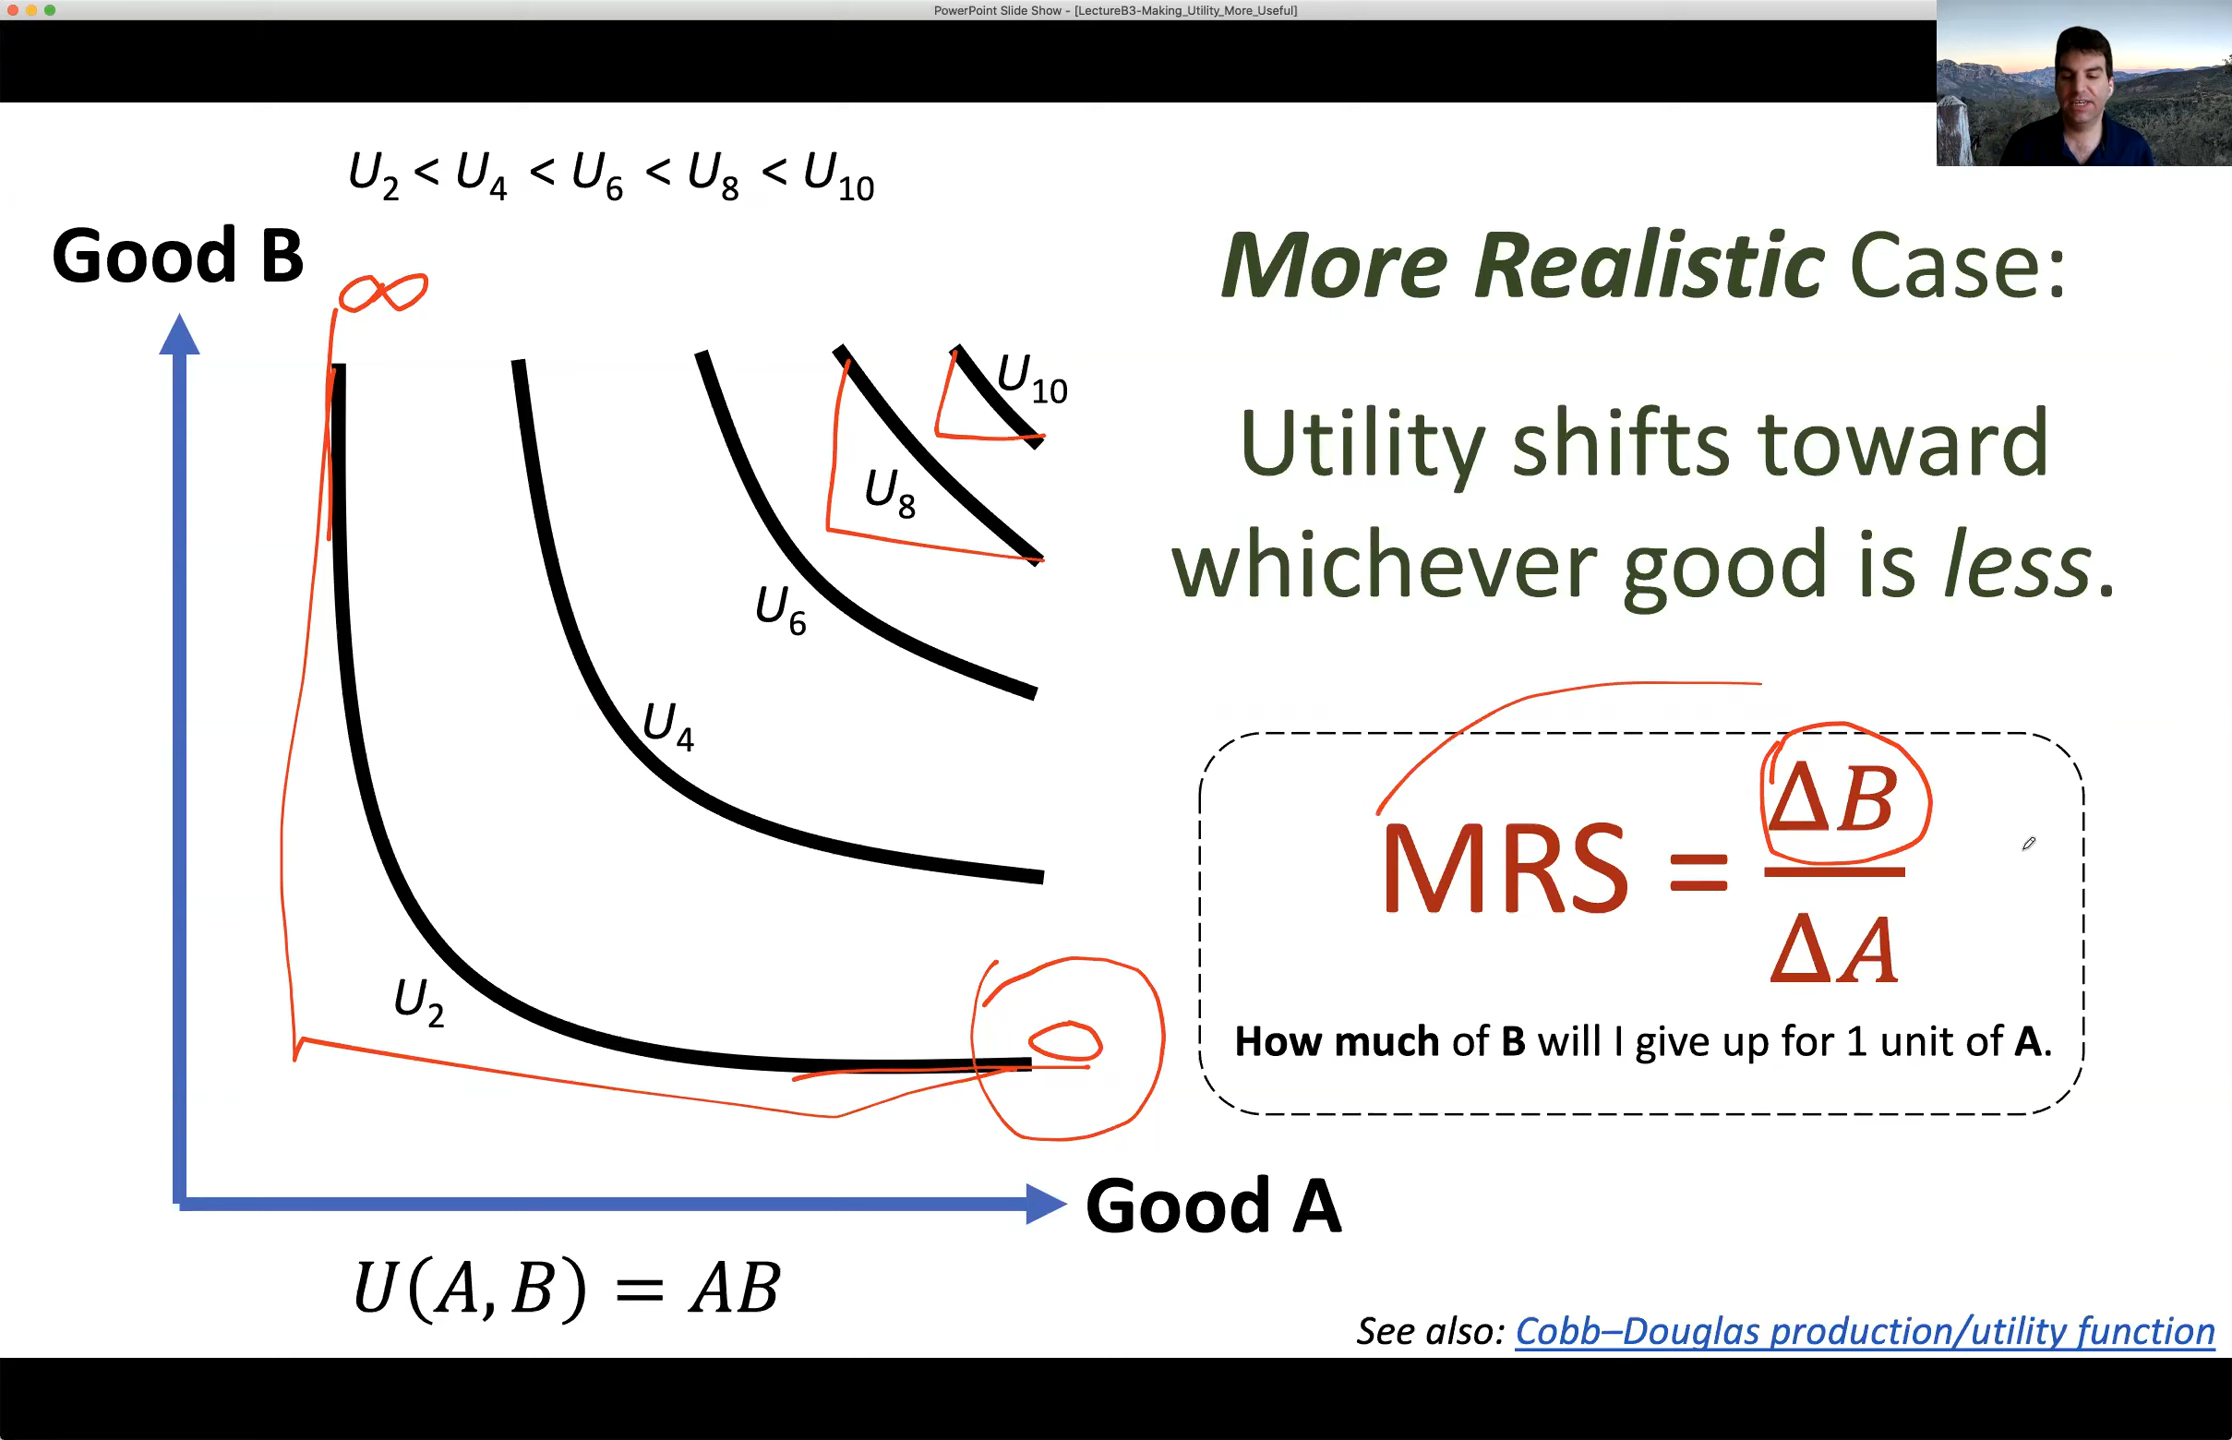 PowerPoint Slide Show - [LectureB3-Making_Utility_More_Useful]
U₂ < U₄ < U₆ < U₈ < U₁₀
Good B
∞
U₁₀
U₈
U₆
U₄
U₂
0
Good A
U(A, B) = AB
More Realistic Case:
Utility shifts toward
whichever good is less.
MRS = ΔB/ΔA
How much of B will I give up for 1 unit of A.
See also: Cobb–Douglas production/utility function